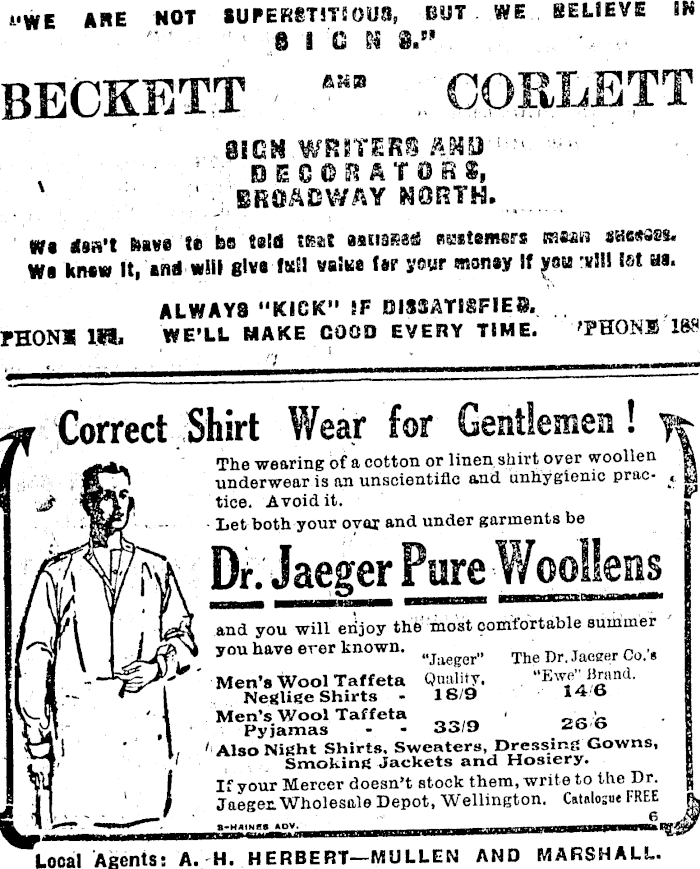 "WE ARE NOT SUPERSTITIOUS, BUT WE BELIEVE IN
SIGNS."
BECKETT AND CORLETT
SIGN WRITERS AND
DECORATORS,
BROADWAY NORTH.
We don't have to be told that satisfied customers mean success.
We know it, and will give full value for your money if you will let us.
ALWAYS "KICK" IF DISSATISFIED.
'PHONE WE'LL MAKE GOOD EVERY TIME. 'PHONE 188
Correct Shirt Wear for Gentlemen!
The wearing of a cotton or linen shirt over woollen
underwear is an unscientific and unhygienic prac-
tice. Avoid it.
Let both your over and under garments be
Dr. Jaeger Pure Woollens
and you will enjoy the most comfortable summer
you have ever known.
"Jaeger" The Dr. Jaeger Co.'s
Quality. "Ewe" Brand.
Men's Wool Taffeta
Neglige Shirts - 18/9 14/6
Men's Wool Taffeta
Pyjamas - - 33/9 26/6
Also Night Shirts, Sweaters, Dressing Gowns,
Smoking Jackets and Hosiery.
If your Mercer doesn't stock them, write to the Dr.
Jaeger Wholesale Depot, Wellington. Catalogue FREE
S-HAINES ADV. 6
Local Agents: A. H. HERBERT—MULLEN AND MARSHALL.